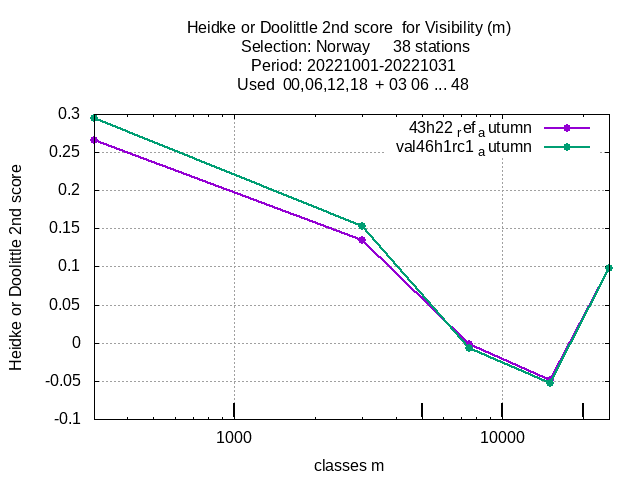 Heidke or Doolittle 2nd score  for Visibility (m)
Selection: Norway     38 stations
Period: 20221001-20221031
Used  00,06,12,18  + 03 06 ... 48
43h22 ref autumn
val46h1rc1 autumn
0.3
0.25
0.2
0.15
0.1
0.05
0
-0.05
-0.1
Heidke or Doolittle 2nd score
1000
10000
classes m